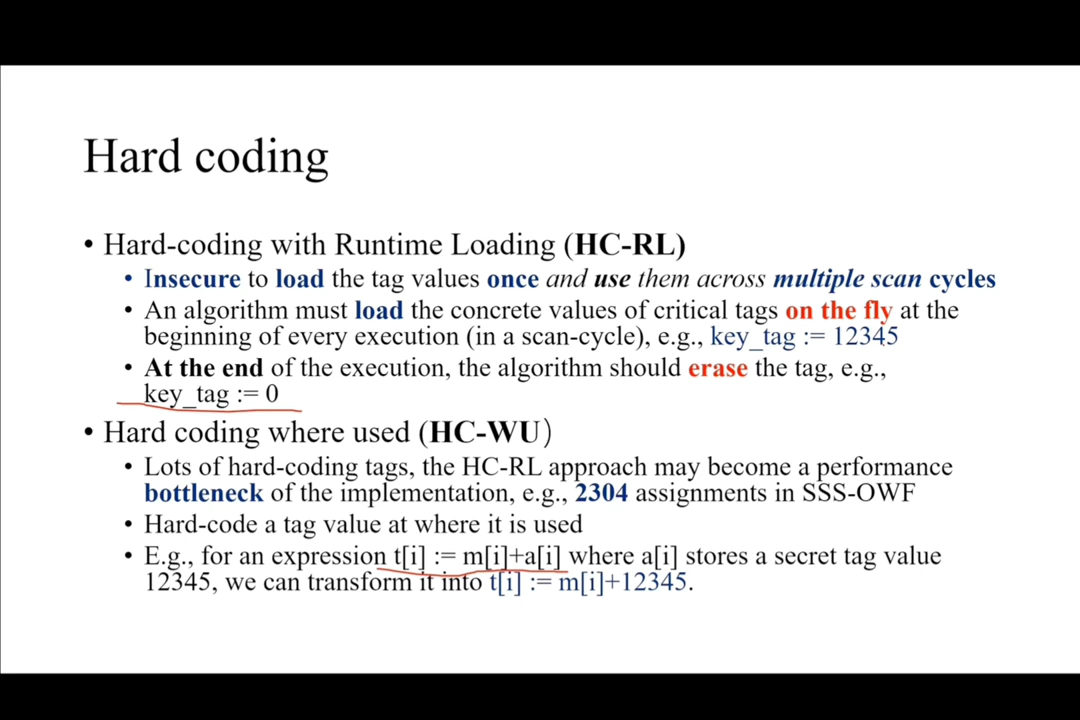 Hard coding
• Hard-coding with Runtime Loading (HC-RL)
• Insecure to load the tag values once and use them across multiple scan cycles
• An algorithm must load the concrete values of critical tags on the fly at the
beginning of every execution (in a scan-cycle), e.g., key_tag := 12345
• At the end of the execution, the algorithm should erase the tag, e.g.,
key_tag := 0
• Hard coding where used (HC-WU)
• Lots of hard-coding tags, the HC-RL approach may become a performance
bottleneck of the implementation, e.g., 2304 assignments in SSS-OWF
• Hard-code a tag value at where it is used
• E.g., for an expression t[i] := m[i]+a[i] where a[i] stores a secret tag value
12345, we can transform it into t[i] := m[i]+12345.